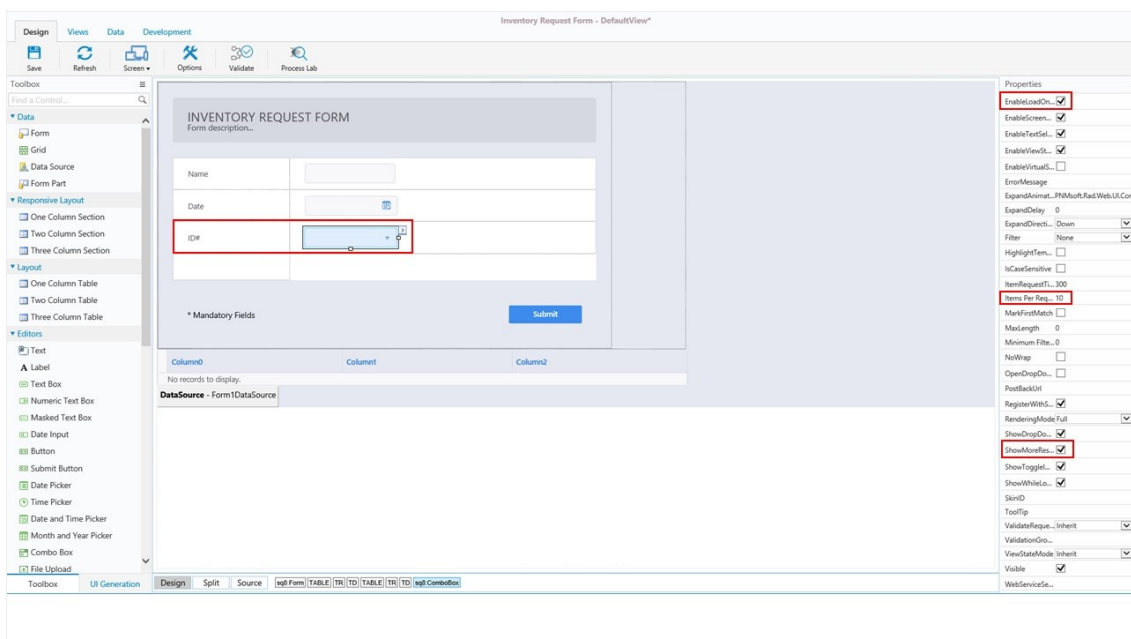 Inventory Request Form - DefaultView*
Design Views Data Development
Save Refresh Screen Options Validate Process Lab
Toolbox
Find a Control...
Data
Form
Grid
Data Source
Form Part
Responsive Layout
One Column Section
Two Column Section
Three Column Section
Layout
One Column Table
Two Column Table
Three Column Table
Editors
Text
A Label
Text Box
Numeric Text Box
Masked Text Box
Date Input
Button
Submit Button
Date Picker
Time Picker
Date and Time Picker
Month and Year Picker
Combo Box
File Upload
Toolbox UI Generation
INVENTORY REQUEST FORM
Form description...
Name
Date
ID#
* Mandatory Fields Submit
Column0 Column1 Column2
No records to display.
DataSource - Form1DataSource
Design Split Source sq8:Form TABLE TR TD TABLE TR TD sq8:ComboBox
Properties
EnableLoadOn...
EnableScreen...
EnableTextSel...
EnableViewSt...
EnableVirtualS...
ErrorMessage
ExpandAnimat... PNMsoft.Rad.Web.UI.Cor
ExpandDelay 0
ExpandDirecti... Down
Filter None
HighlightTem...
IsCaseSensitive
ItemRequestTi... 300
Items Per Req... 10
MarkFirstMatch
MaxLength 0
Minimum Filte... 0
NoWrap
OpenDropDo...
PostBackUrl
RegisterWithS...
RenderingMode Full
ShowDropDo...
ShowMoreRes...
ShowToggleI...
ShowWhileLo...
SkinID
ToolTip
ValidateReque... Inherit
ValidationGro...
ViewStateMode Inherit
Visible
WebServiceSe...